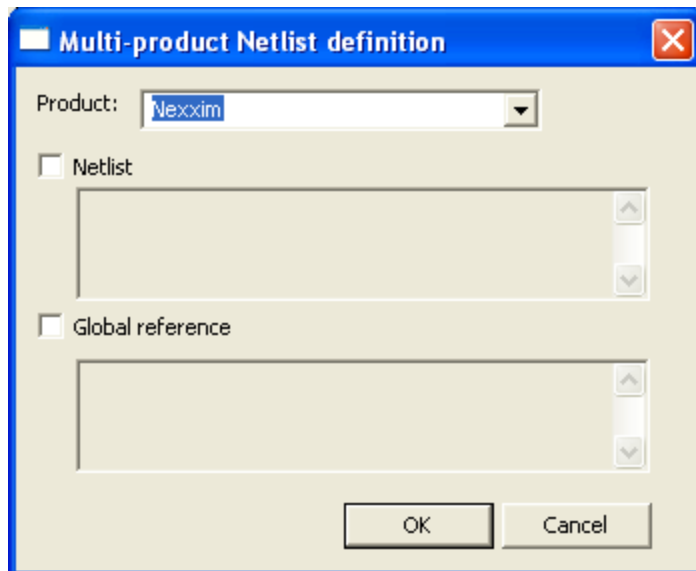 Multi-product Netlist definition
Product: Nexxim
Netlist
Global reference
OK Cancel